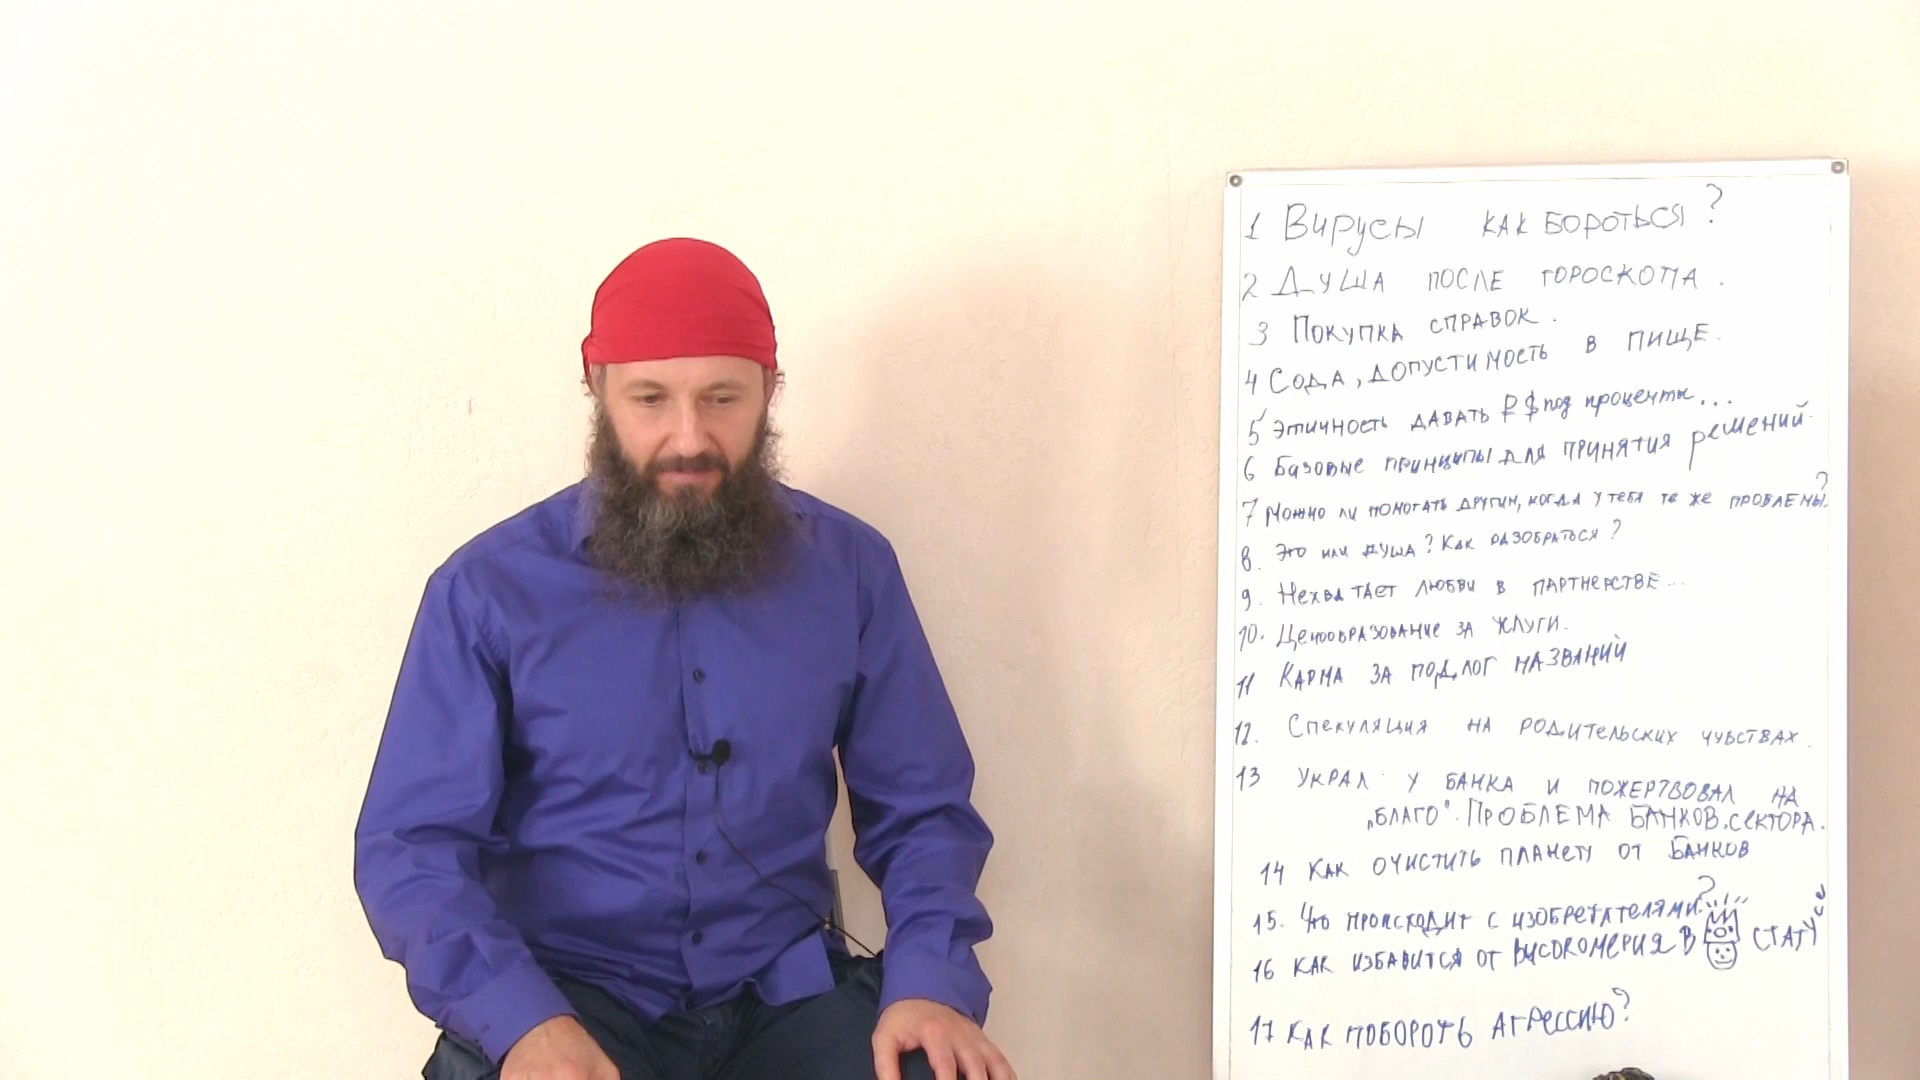 1 Вирусы как бороться?
2 Душа после гороскопа.
3 Покупка справок.
4 Сода, допустимость в пище.
5 Этичность давать ₽ $ под проценты...
6 Базовые принципы для принятия решений.
7 Можно ли помогать другим, когда у тебя те же проблемы?
8. Эго или душа? Как разобраться?
9. Нехватает любви в партнерстве...
10. Ценообразование за услуги.
11 Карма за подлог названий
12. Спекуляция на родительских чувствах.
13 Украл у банка и пожертвовал на
„благо". Проблема банков. сектора.
14 Как очистить планету от банков
15. Что происходит с изобретателями?
16 Как избавится от высокомерия в статусе
17 Как побороть агрессию?